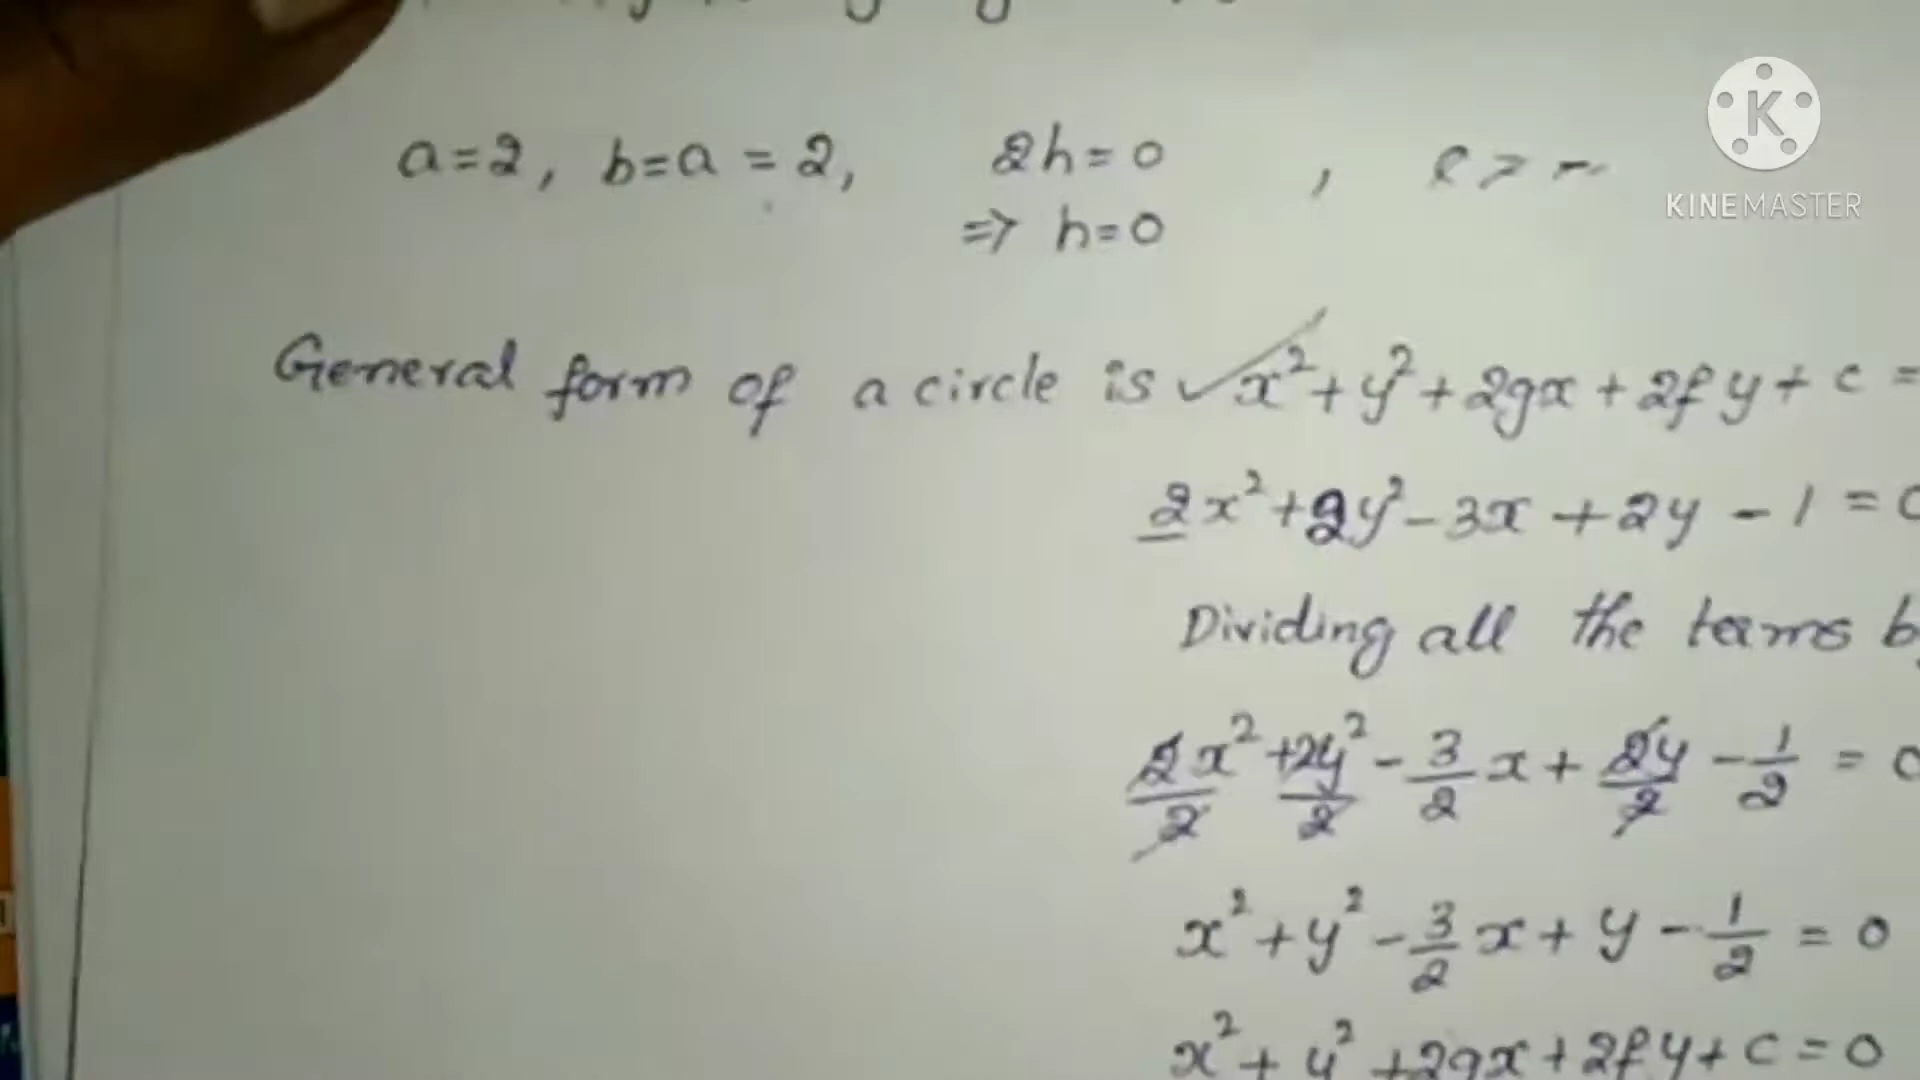 a=2, b=a = 2, 2h=0 ,
⇒ h=0
KINEMASTER
General form of a circle is ✓x²+y²+2gx+2fy+c =
2x²+2y²-3x+2y-1=0
Dividing all the terms by
2x²/2 +2y²/2 - 3/2 x + 2y/2 - 1/2 = 0
x²+y²-3/2 x+y-1/2 = 0
x²+y²+2gx+2fy+c=0